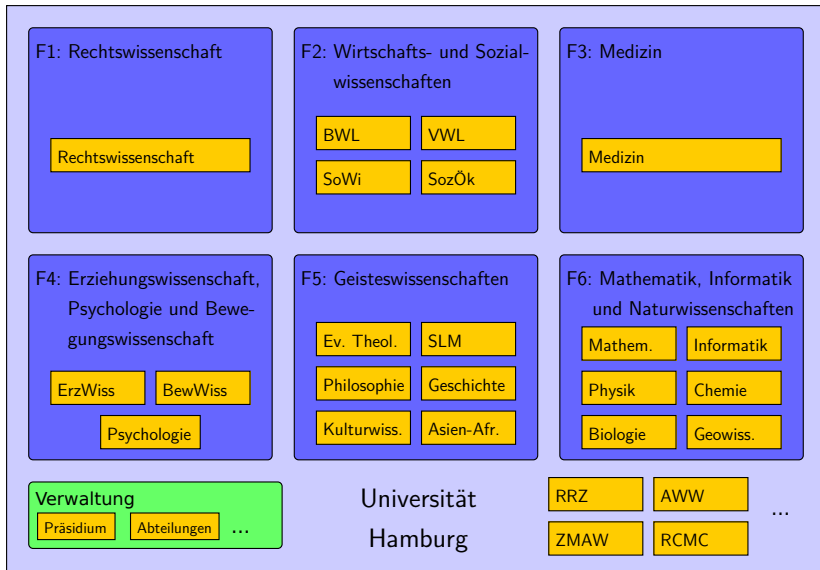 F1: Rechtswissenschaft
Rechtswissenschaft
F2: Wirtschafts- und Sozial-
wissenschaften
BWL
VWL
SoWi
SozÖk
F3: Medizin
Medizin
F4: Erziehungswissenschaft,
Psychologie und Bewe-
gungswissenschaft
ErzWiss
BewWiss
Psychologie
F5: Geisteswissenschaften
Ev. Theol.
SLM
Philosophie
Geschichte
Kulturwiss.
Asien-Afr.
F6: Mathematik, Informatik
und Naturwissenschaften
Mathem.
Informatik
Physik
Chemie
Biologie
Geowiss.
Verwaltung
Präsidium
Abteilungen
...
Universität
Hamburg
RRZ
AWW
ZMAW
RCMC
...